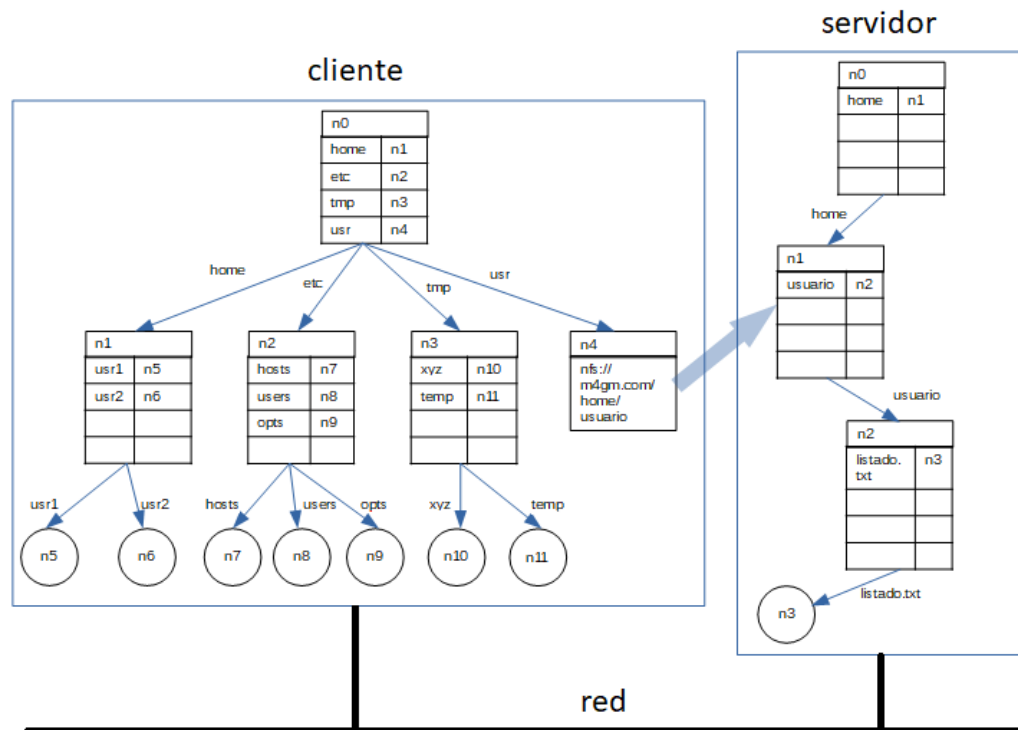 servidor
cliente
n0
home n1
n0
home n1
etc n2
tmp n3
usr n4
home
home
etc
tmp
usr
n1
usuario n2
n1
usr1 n5
usr2 n6
n2
hosts n7
users n8
opts n9
n3
xyz n10
temp n11
n4
nfs://
m4gm.com/
home/
usuario
usuario
n2
listado. n3
txt
usr1
usr2
hosts
users
opts
xyz
temp
n5
n6
n7
n8
n9
n10
n11
listado.txt
n3
red